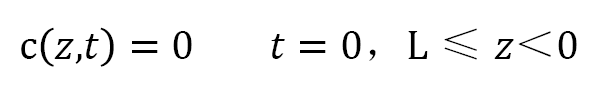 c(z,t) = 0 t = 0，L ⩽ z＜0